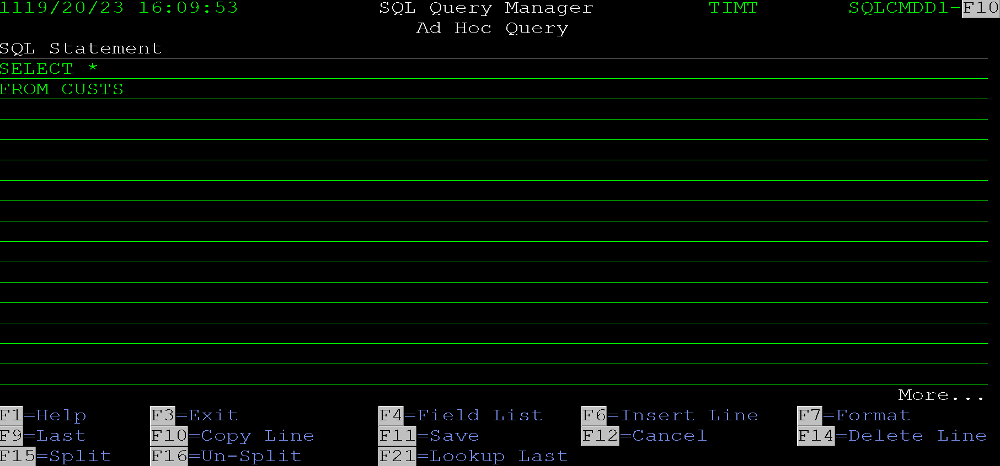 1119/20/23 16:09:53 SQL Query Manager TIMT SQLCMDD1-F10
Ad Hoc Query
SQL Statement
SELECT *
FROM CUSTS
More...
F1=Help F3=Exit F4=Field List F6=Insert Line F7=Format
F9=Last F10=Copy Line F11=Save F12=Cancel F14=Delete Line
F15=Split F16=Un-Split F21=Lookup Last